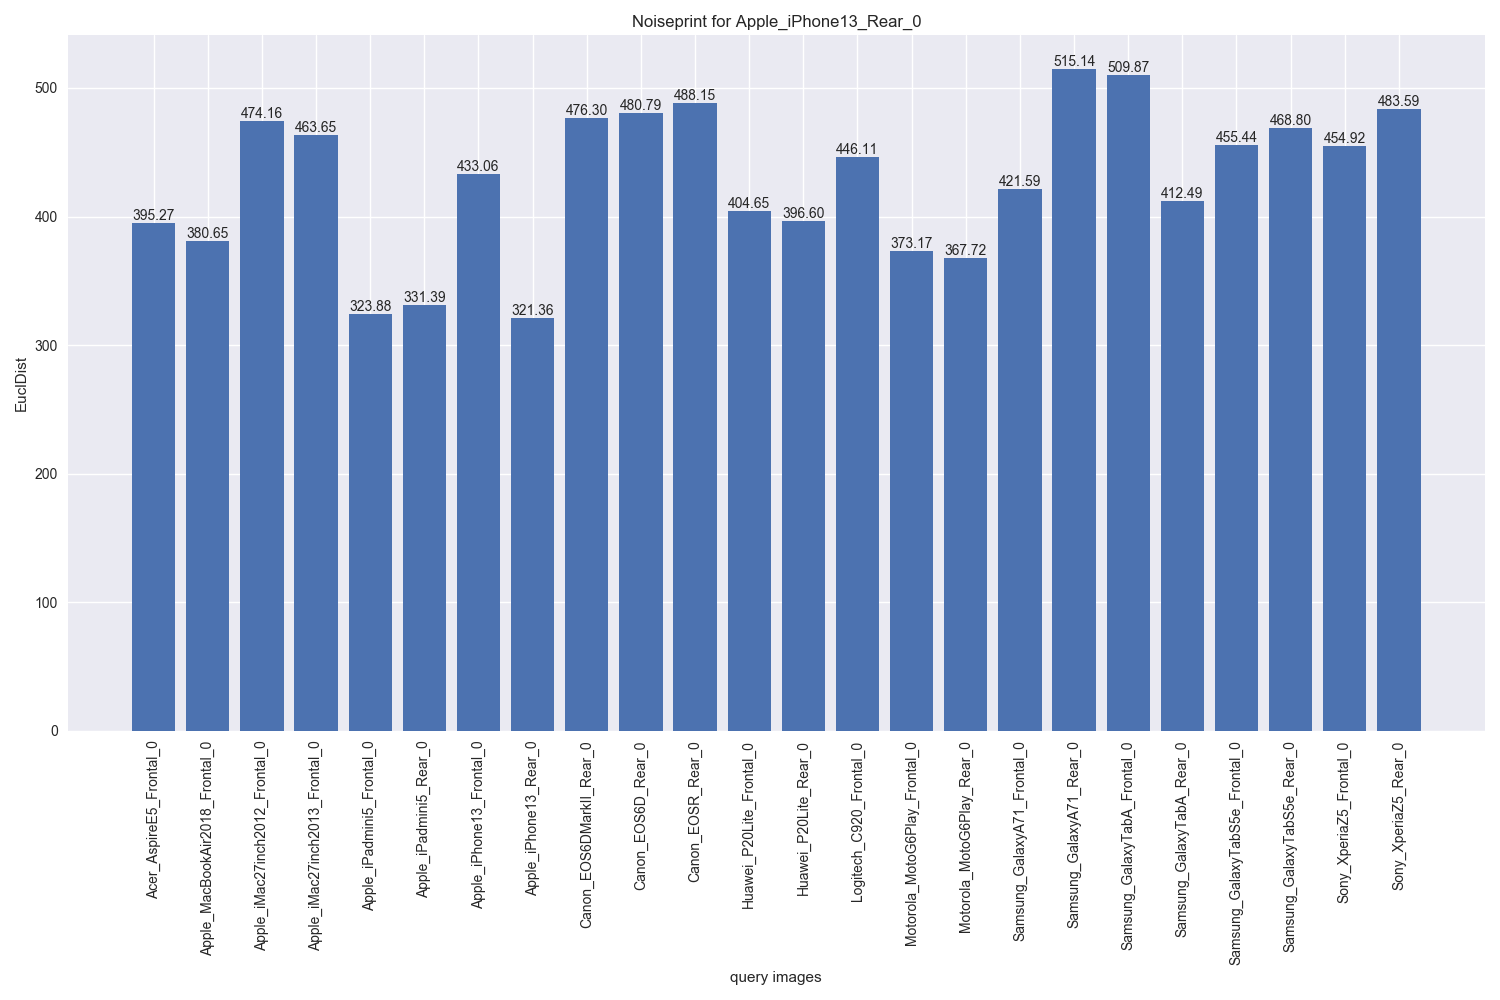 Noiseprint for Apple_iPhone13_Rear_0
EuclDist
500
400
300
200
100
0
395.27
380.65
474.16
463.65
323.88
331.39
433.06
321.36
476.30
480.79
488.15
404.65
396.60
446.11
373.17
367.72
421.59
515.14
509.87
412.49
455.44
468.80
454.92
483.59
Acer_AspireE5_Frontal_0
Apple_MacBookAir2018_Frontal_0
Apple_iMac27inch2012_Frontal_0
Apple_iMac27inch2013_Frontal_0
Apple_iPadmini5_Frontal_0
Apple_iPadmini5_Rear_0
Apple_iPhone13_Frontal_0
Apple_iPhone13_Rear_0
Canon_EOS6DMarkII_Rear_0
Canon_EOS6D_Rear_0
Canon_EOSR_Rear_0
Huawei_P20Lite_Frontal_0
Huawei_P20Lite_Rear_0
Logitech_C920_Frontal_0
Motorola_MotoG6Play_Frontal_0
Motorola_MotoG6Play_Rear_0
Samsung_GalaxyA71_Frontal_0
Samsung_GalaxyA71_Rear_0
Samsung_GalaxyTabA_Frontal_0
Samsung_GalaxyTabA_Rear_0
Samsung_GalaxyTabS5e_Frontal_0
Samsung_GalaxyTabS5e_Rear_0
Sony_XperiaZ5_Frontal_0
Sony_XperiaZ5_Rear_0
query images